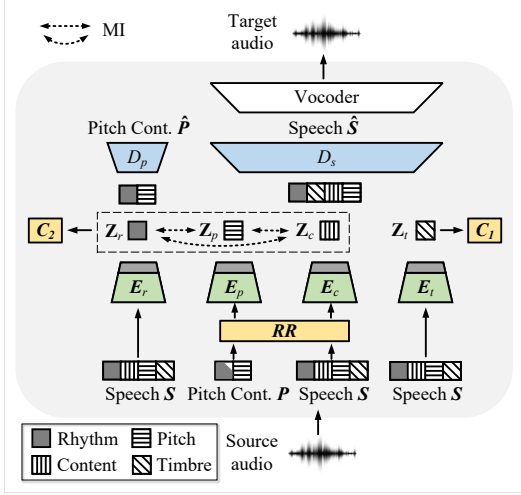 Target
audio
MI
Vocoder
Pitch Cont. P̂
Speech Ŝ
D_p
D_s
C_2
Z_r
Z_p
Z_c
Z_t
C_1
E_r
E_p
E_c
E_t
RR
Speech S
Pitch Cont. P
Speech S
Speech S
Rhythm
Pitch
Content
Timbre
Source
audio